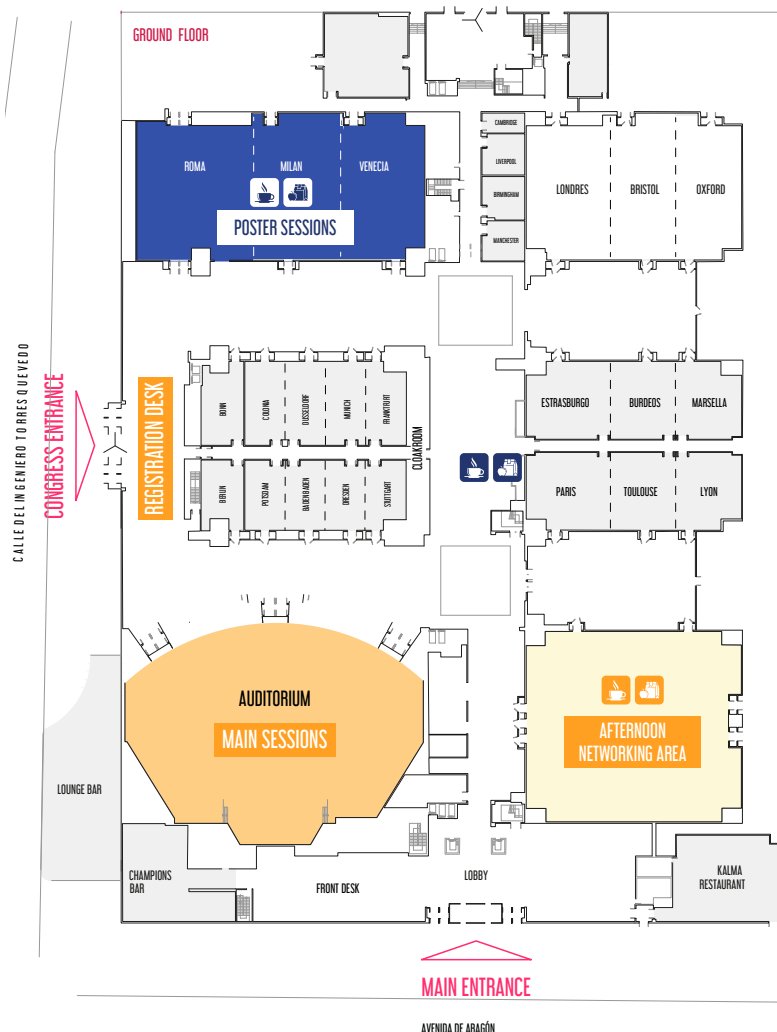 GROUND FLOOR
CAMBRIDGE
ROMA
MILAN
VENECIA
LIVERPOOL
BIRMINGHAM
LONDRES
BRISTOL
OXFORD
POSTER SESSIONS
MANCHESTER
CALLE DEL INGENIERO TORRES QUEVEDO
CONGRESS ENTRANCE
REGISTRATION DESK
BONN
COLONIA
DUSSELDORF
MUNICH
FRANKFURT
CLOAKROOM
ESTRASBURGO
BURDEOS
MARSELLA
BERLIN
POTSDAM
BADEN BADEN
DRESDEN
STUTTGART
PARIS
TOULOUSE
LYON
AUDITORIUM
MAIN SESSIONS
AFTERNOON
NETWORKING AREA
LOUNGE BAR
CHAMPIONS
BAR
FRONT DESK
LOBBY
KALMA
RESTAURANT
MAIN ENTRANCE
AVENIDA DE ARAGÓN